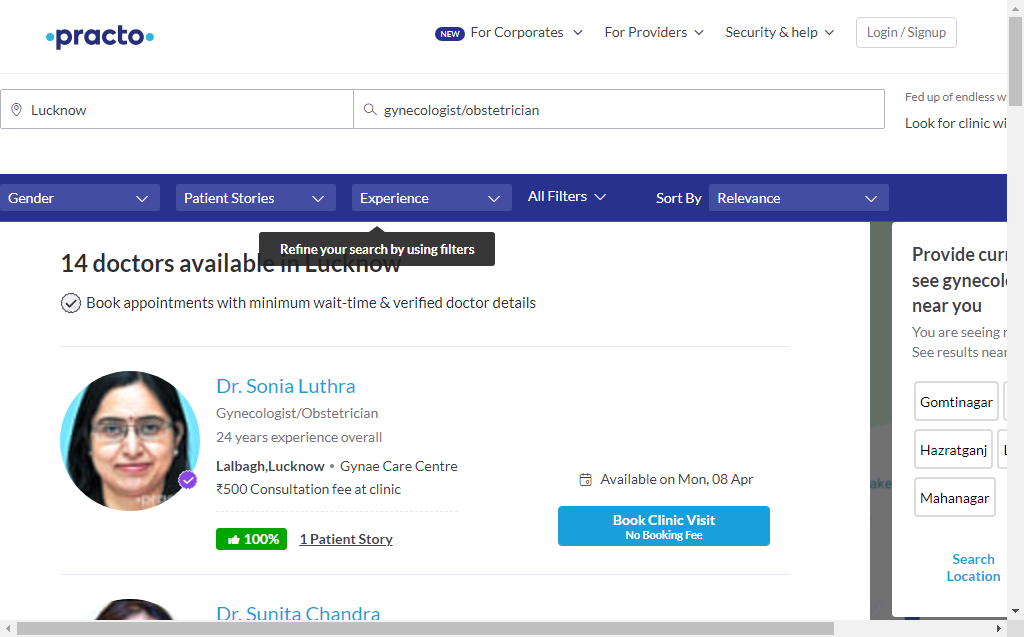 practo
NEW For Corporates
For Providers
Security & help
Login / Signup
Lucknow
gynecologist/obstetrician
Fed up of endless w
Look for clinic wi
Gender
Patient Stories
Experience
All Filters
Sort By
Relevance
Refine your search by using filters
14 doctors available in Lucknow
Book appointments with minimum wait-time & verified doctor details
Dr. Sonia Luthra
Gynecologist/Obstetrician
24 years experience overall
Lalbagh,Lucknow • Gynae Care Centre
₹500 Consultation fee at clinic
100%
1 Patient Story
Available on Mon, 08 Apr
Book Clinic Visit
No Booking Fee
Dr. Sunita Chandra
Provide curr
see gynecol
near you
You are seeing r
See results near
Gomtinagar
Hazratganj
Mahanagar
Search
Location